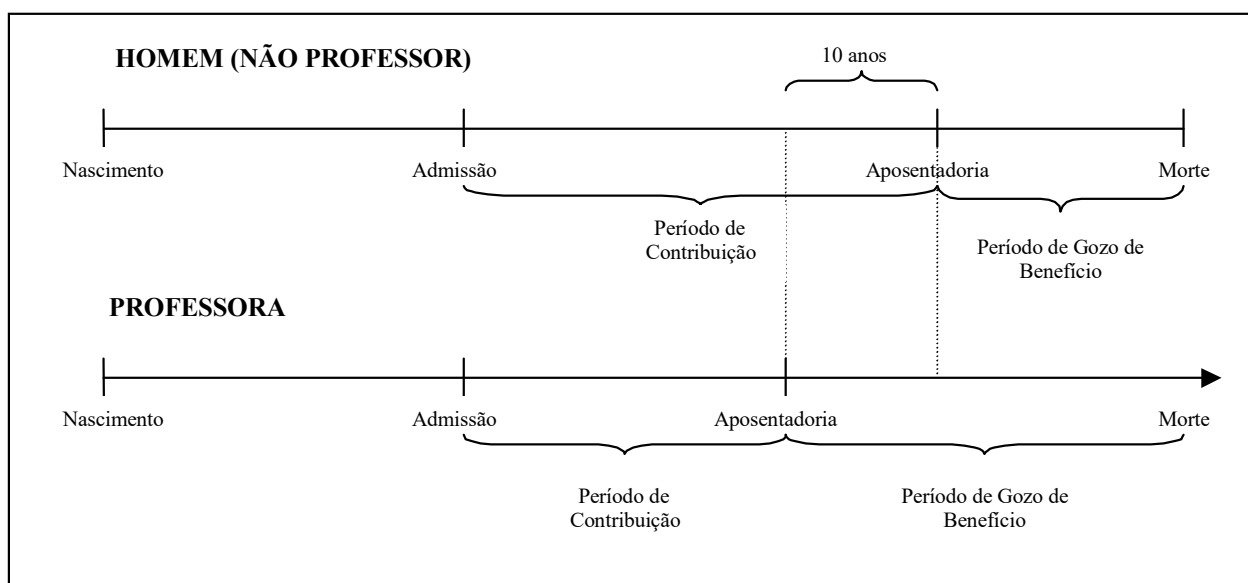 HOMEM (NÃO PROFESSOR)
10 anos
Nascimento
Admissão
Aposentadoria
Morte
Período de
Contribuição
Período de Gozo de
Benefício
PROFESSORA
Nascimento
Admissão
Aposentadoria
Morte
Período de
Contribuição
Período de Gozo de
Benefício